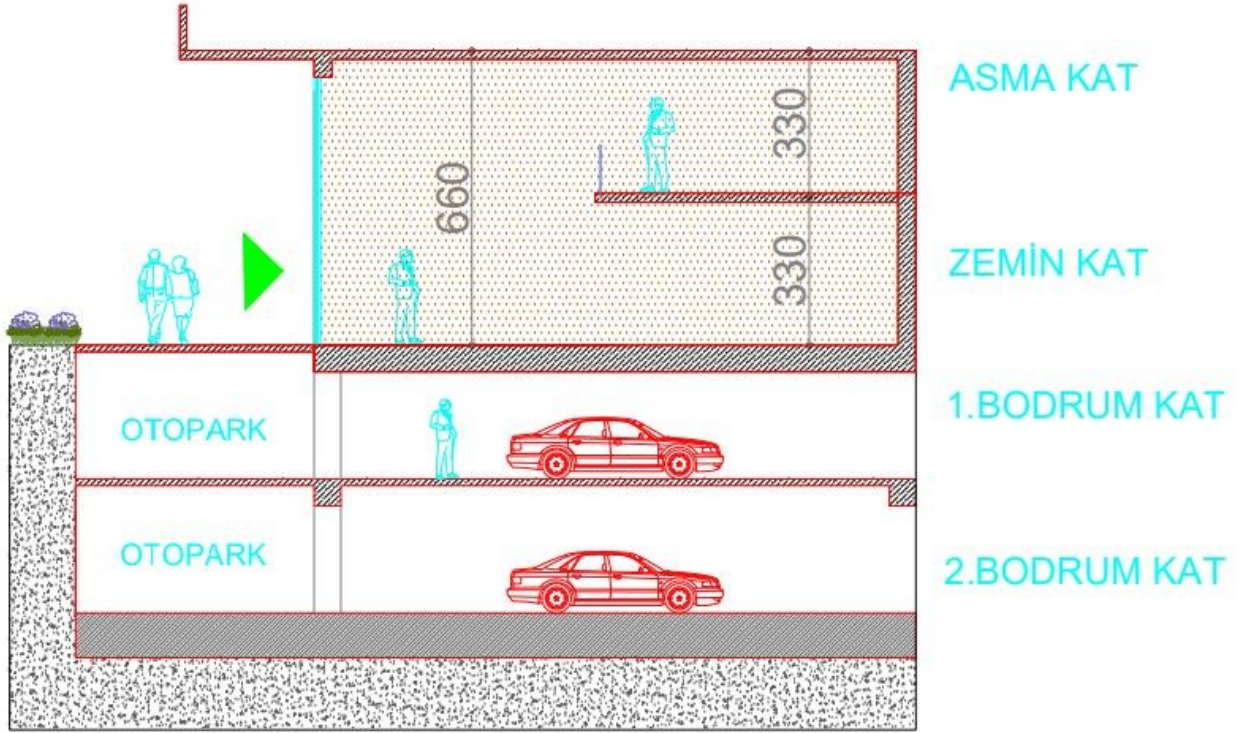 ASMA KAT
330
660
ZEMİN KAT
330
1.BODRUM KAT
OTOPARK
OTOPARK
2.BODRUM KAT